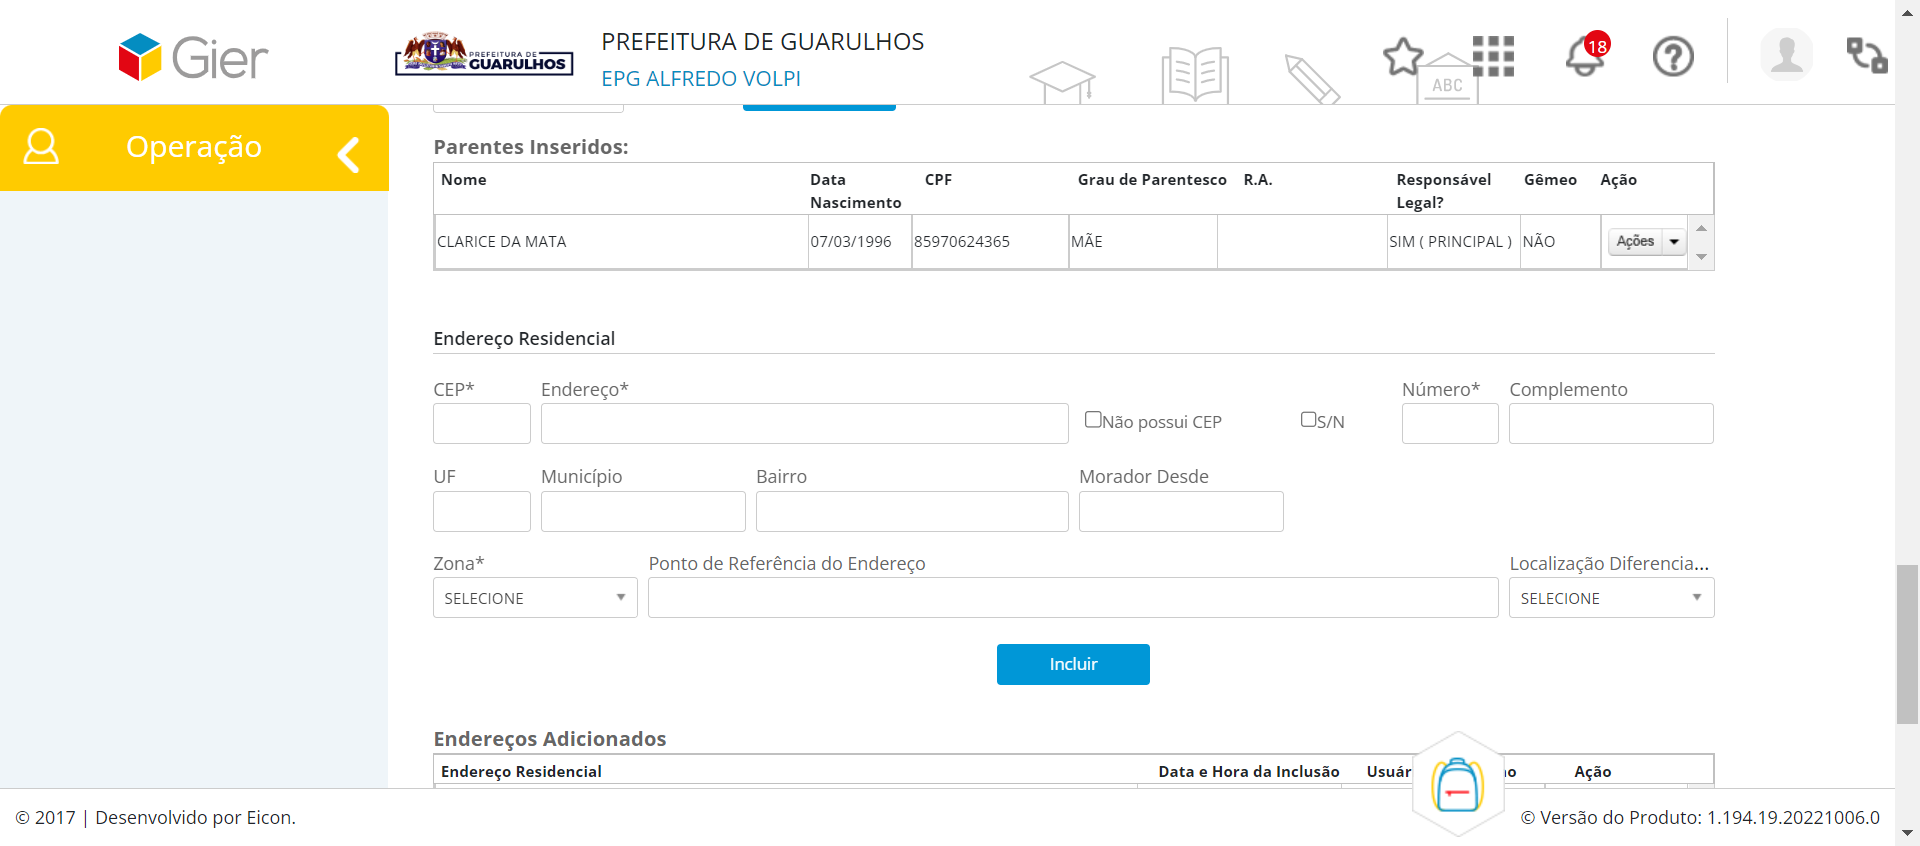 Gier
PREFEITURA DE GUARULHOS
PREFEITURA DE GUARULHOS
EPG ALFREDO VOLPI
ABC
18
Operação
Parentes Inseridos:
Nome Data Nascimento CPF Grau de Parentesco R.A. Responsável Legal? Gêmeo Ação
CLARICE DA MATA 07/03/1996 85970624365 MÃE SIM ( PRINCIPAL ) NÃO Ações
Endereço Residencial
CEP* Endereço* Número* Complemento
Não possui CEP S/N
UF Município Bairro Morador Desde
Zona* Ponto de Referência do Endereço Localização Diferencia...
SELECIONE SELECIONE
Incluir
Endereços Adicionados
Endereço Residencial Data e Hora da Inclusão Ação
© 2017 | Desenvolvido por Eicon. © Versão do Produto: 1.194.19.20221006.0